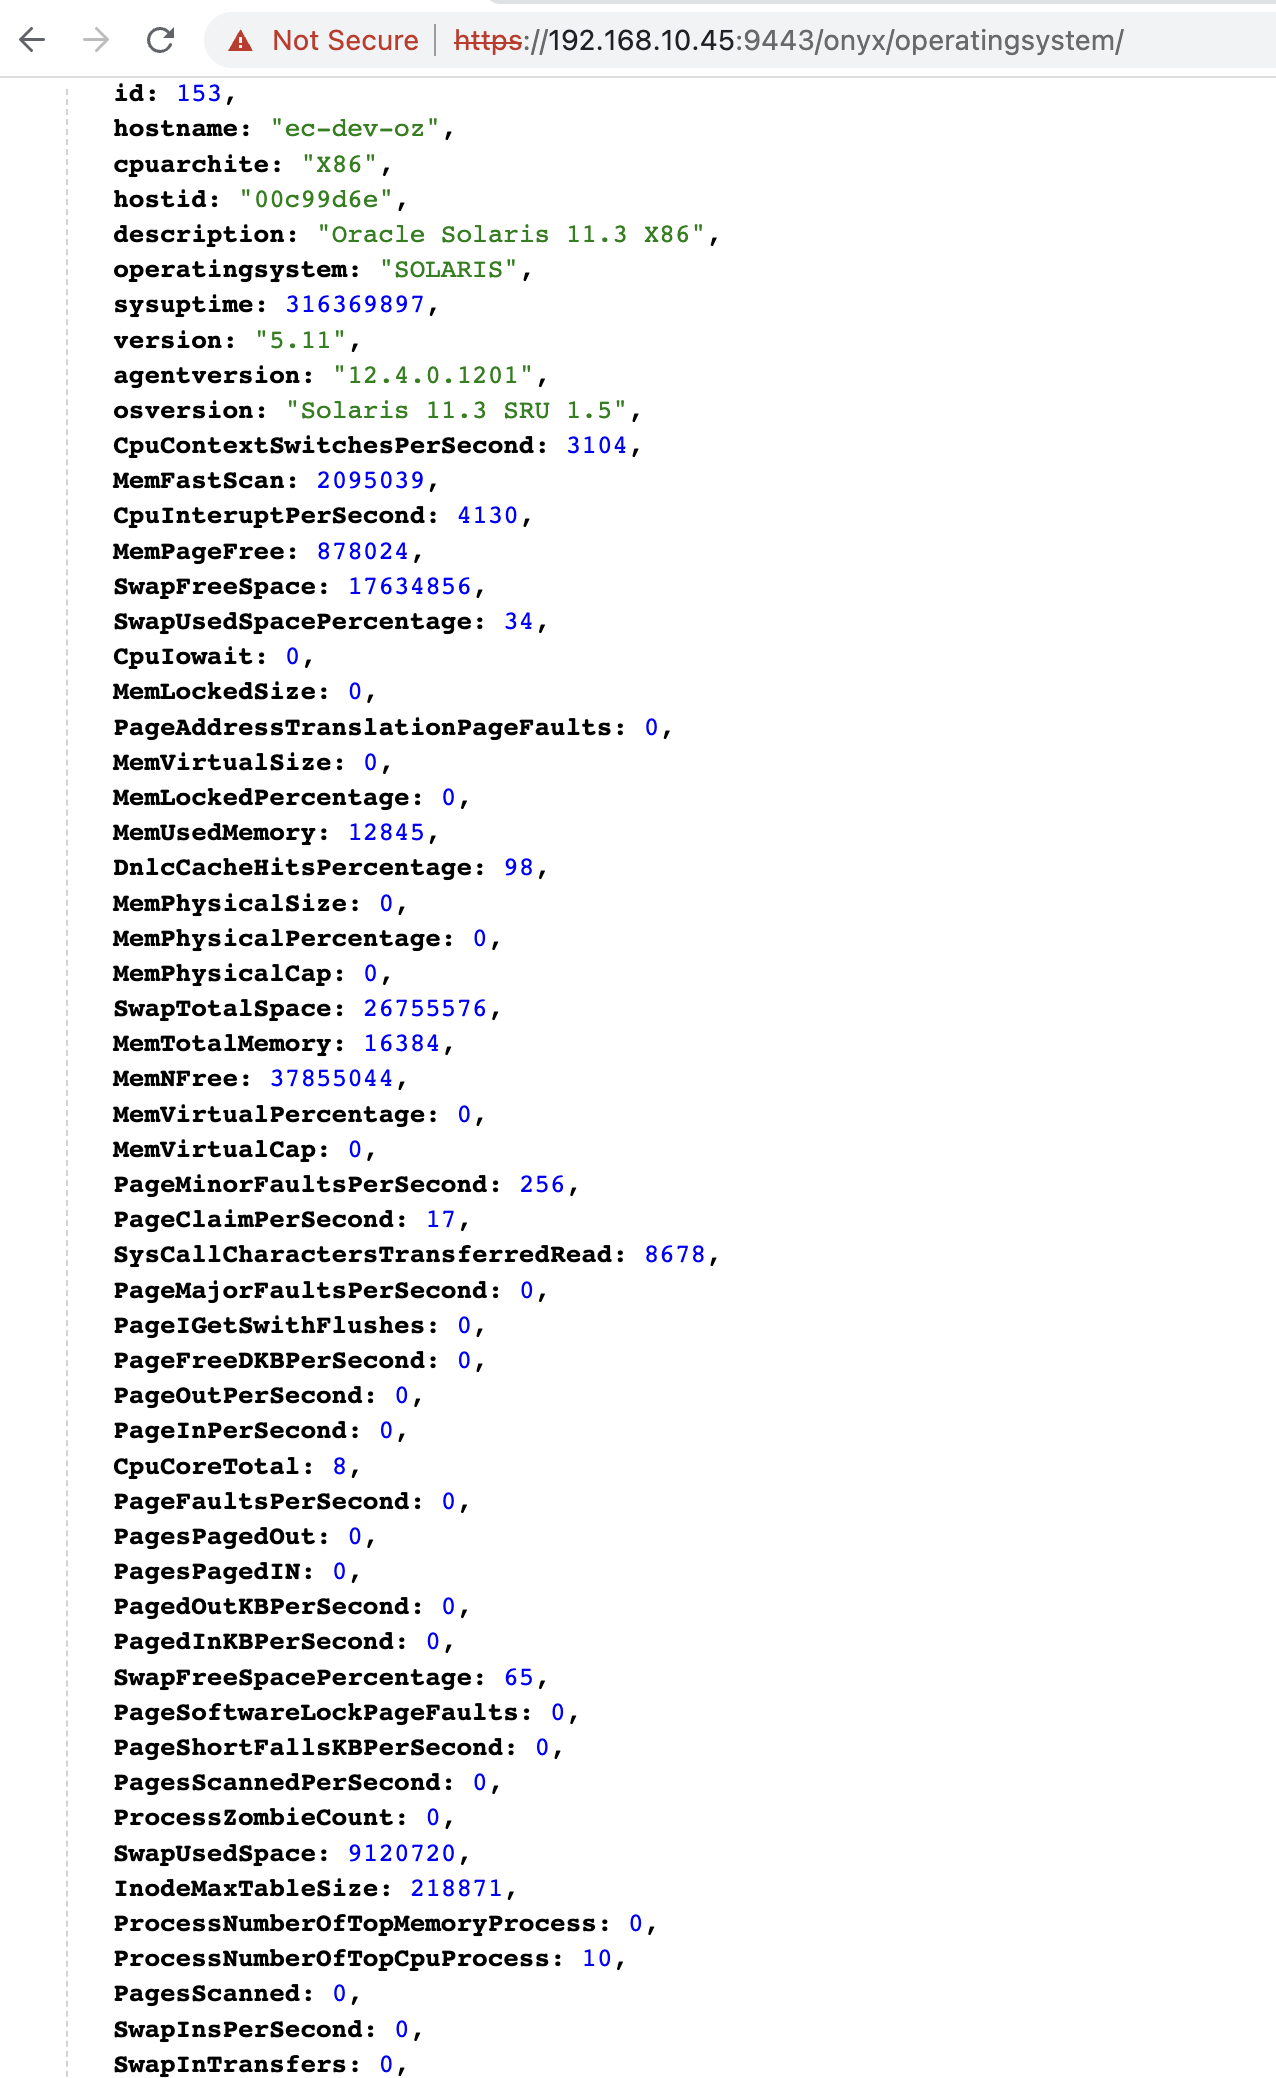 Not Secure | https://192.168.10.45:9443/onyx/operatingsystem/
id: 153,
hostname: "ec-dev-oz",
cpuarchite: "X86",
hostid: "00c99d6e",
description: "Oracle Solaris 11.3 X86",
operatingsystem: "SOLARIS",
sysuptime: 316369897,
version: "5.11",
agentversion: "12.4.0.1201",
osversion: "Solaris 11.3 SRU 1.5",
CpuContextSwitchesPerSecond: 3104,
MemFastScan: 2095039,
CpuInteruptPerSecond: 4130,
MemPageFree: 878024,
SwapFreeSpace: 17634856,
SwapUsedSpacePercentage: 34,
CpuIowait: 0,
MemLockedSize: 0,
PageAddressTranslationPageFaults: 0,
MemVirtualSize: 0,
MemLockedPercentage: 0,
MemUsedMemory: 12845,
DnlcCacheHitsPercentage: 98,
MemPhysicalSize: 0,
MemPhysicalPercentage: 0,
MemPhysicalCap: 0,
SwapTotalSpace: 26755576,
MemTotalMemory: 16384,
MemNFree: 37855044,
MemVirtualPercentage: 0,
MemVirtualCap: 0,
PageMinorFaultsPerSecond: 256,
PageClaimPerSecond: 17,
SysCallCharactersTransferredRead: 8678,
PageMajorFaultsPerSecond: 0,
PageIGetSwithFlushes: 0,
PageFreeDKBPerSecond: 0,
PageOutPerSecond: 0,
PageInPerSecond: 0,
CpuCoreTotal: 8,
PageFaultsPerSecond: 0,
PagesPagedOut: 0,
PagesPagedIN: 0,
PagedOutKBPerSecond: 0,
PagedInKBPerSecond: 0,
SwapFreeSpacePercentage: 65,
PageSoftwareLockPageFaults: 0,
PageShortFallsKBPerSecond: 0,
PagesScannedPerSecond: 0,
ProcessZombieCount: 0,
SwapUsedSpace: 9120720,
InodeMaxTableSize: 218871,
ProcessNumberOfTopMemoryProcess: 0,
ProcessNumberOfTopCpuProcess: 10,
PagesScanned: 0,
SwapInsPerSecond: 0,
SwapInTransfers: 0,